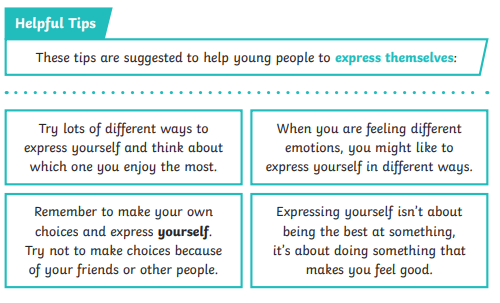 Helpful Tips
These tips are suggested to help young people to express themselves:
Try lots of different ways to
express yourself and think about
which one you enjoy the most.
When you are feeling different
emotions, you might like to
express yourself in different ways.
Remember to make your own
choices and express yourself.
Try not to make choices because
of your friends or other people.
Expressing yourself isn't about
being the best at something,
it's about doing something that
makes you feel good.